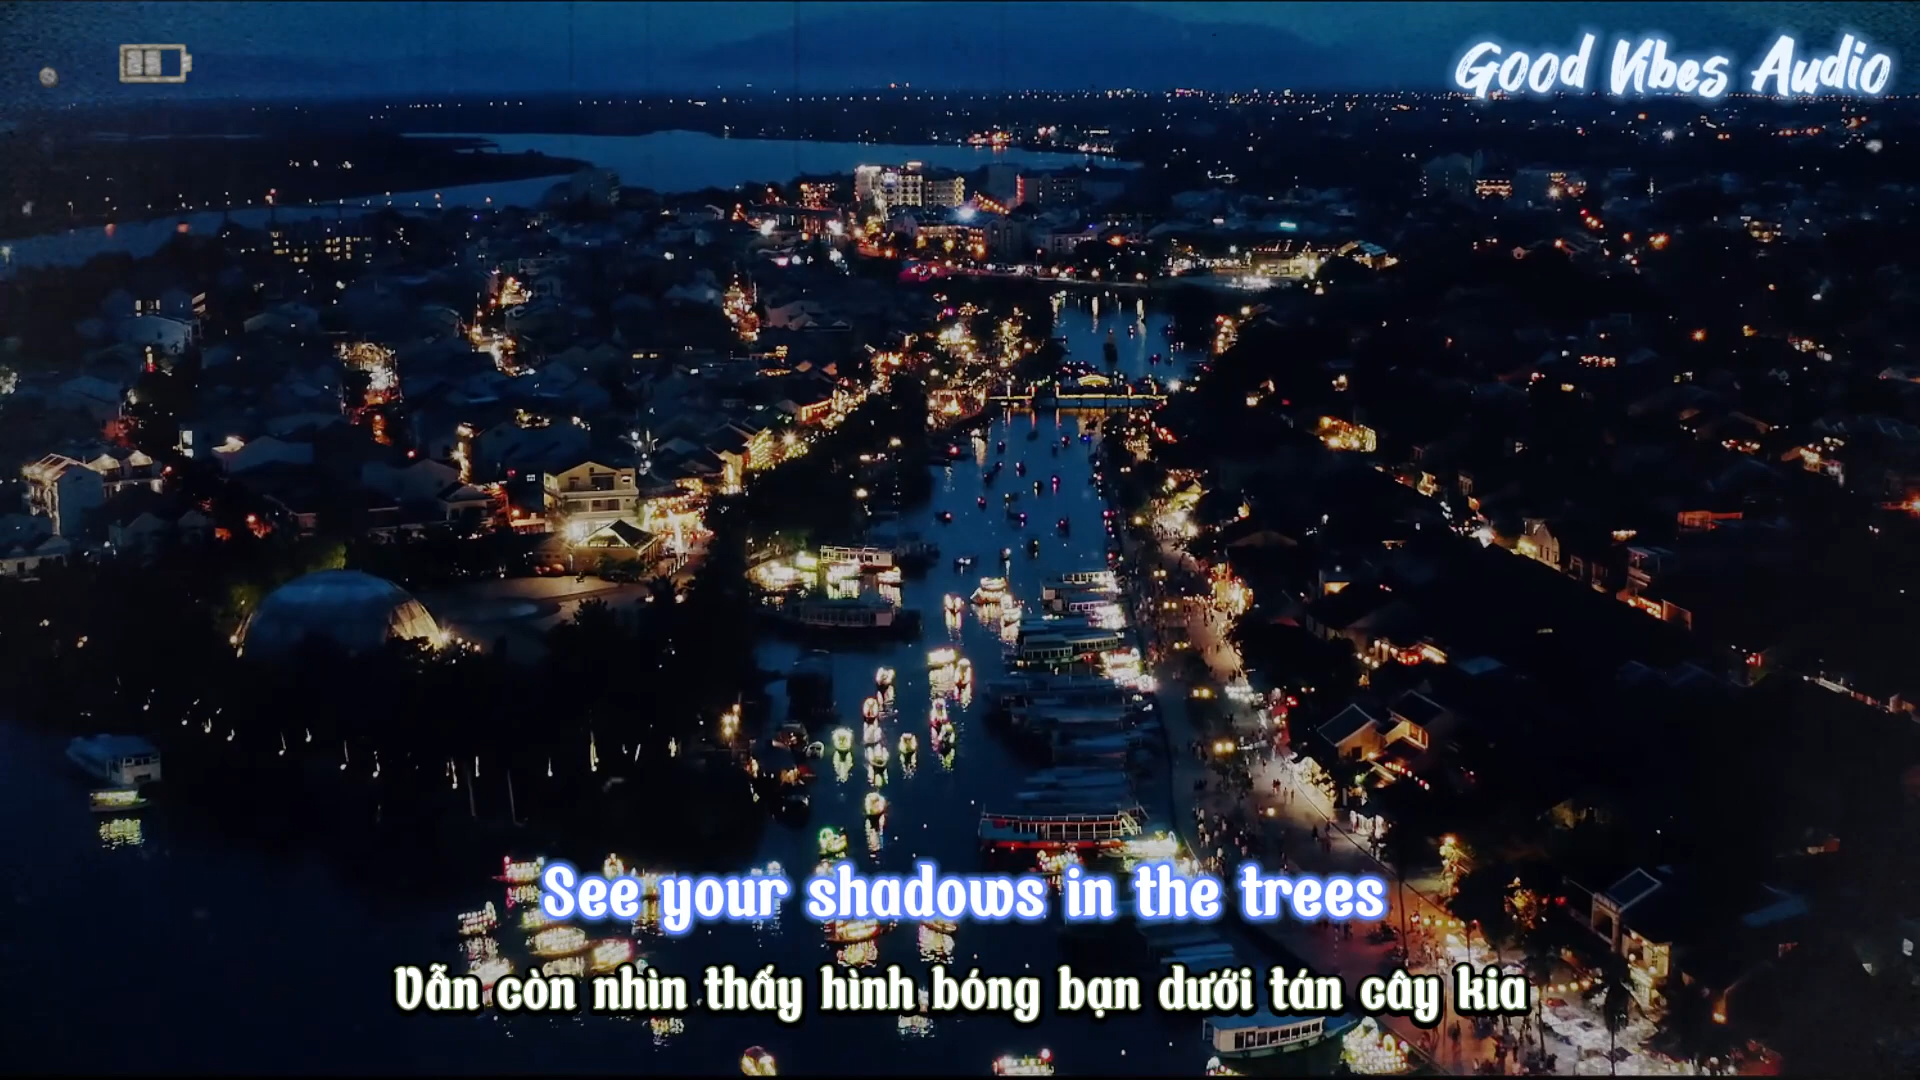 Good Vibes Audio
See your shadows in the trees
Vẫn còn nhìn thấy hình bóng bạn dưới tán cây kia